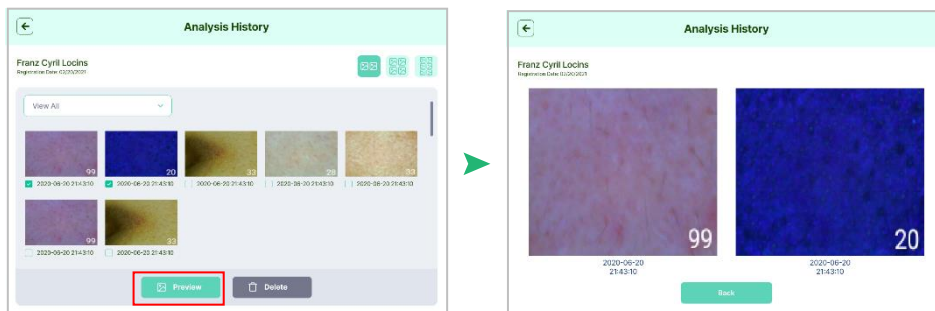 Analysis History
Franz Cyril Locins
Registration Date: 02/20/2021
View All
99
20
33
28
33
2020-06-20 21:43:10
2020-06-20 21:43:10
2020-06-20 21:43:10
2020-06-20 21:43:10
2020-06-20 21:43:10
99
33
2020-06-20 21:43:10
2020-06-20 21:43:10
Preview
Delete
Analysis History
Franz Cyril Locins
Registration Date: 02/20/2021
99
20
2020-06-20
21:43:10
2020-06-20
21:43:10
Back